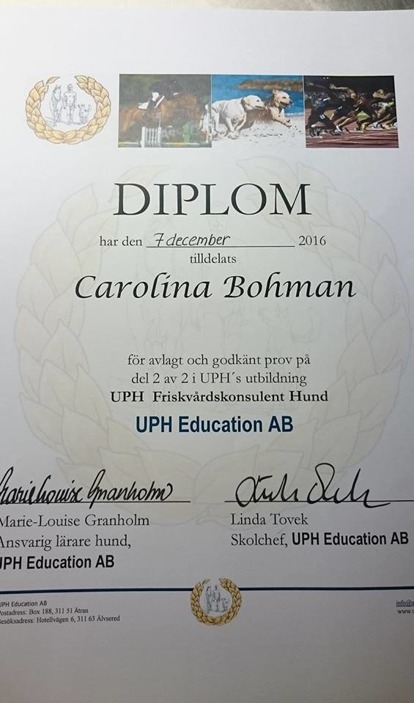 DIPLOM
har den 7 december 2016
tilldelats
Carolina Bohman
för avlagt och godkänt prov på
del 2 av 2 i UPH´s utbildning
UPH Friskvårdskonsulent Hund
UPH Education AB
Marie-Louise Granholm
Marie-Louise Granholm
Linda Tovek
Ansvarig lärare hund,
Skolchef, UPH Education AB
UPH Education AB
UPH Education AB
Postadress: Box 188, 311 51 Ätran
Besöksadress: Hotellvägen 6, 311 63 Älvsered